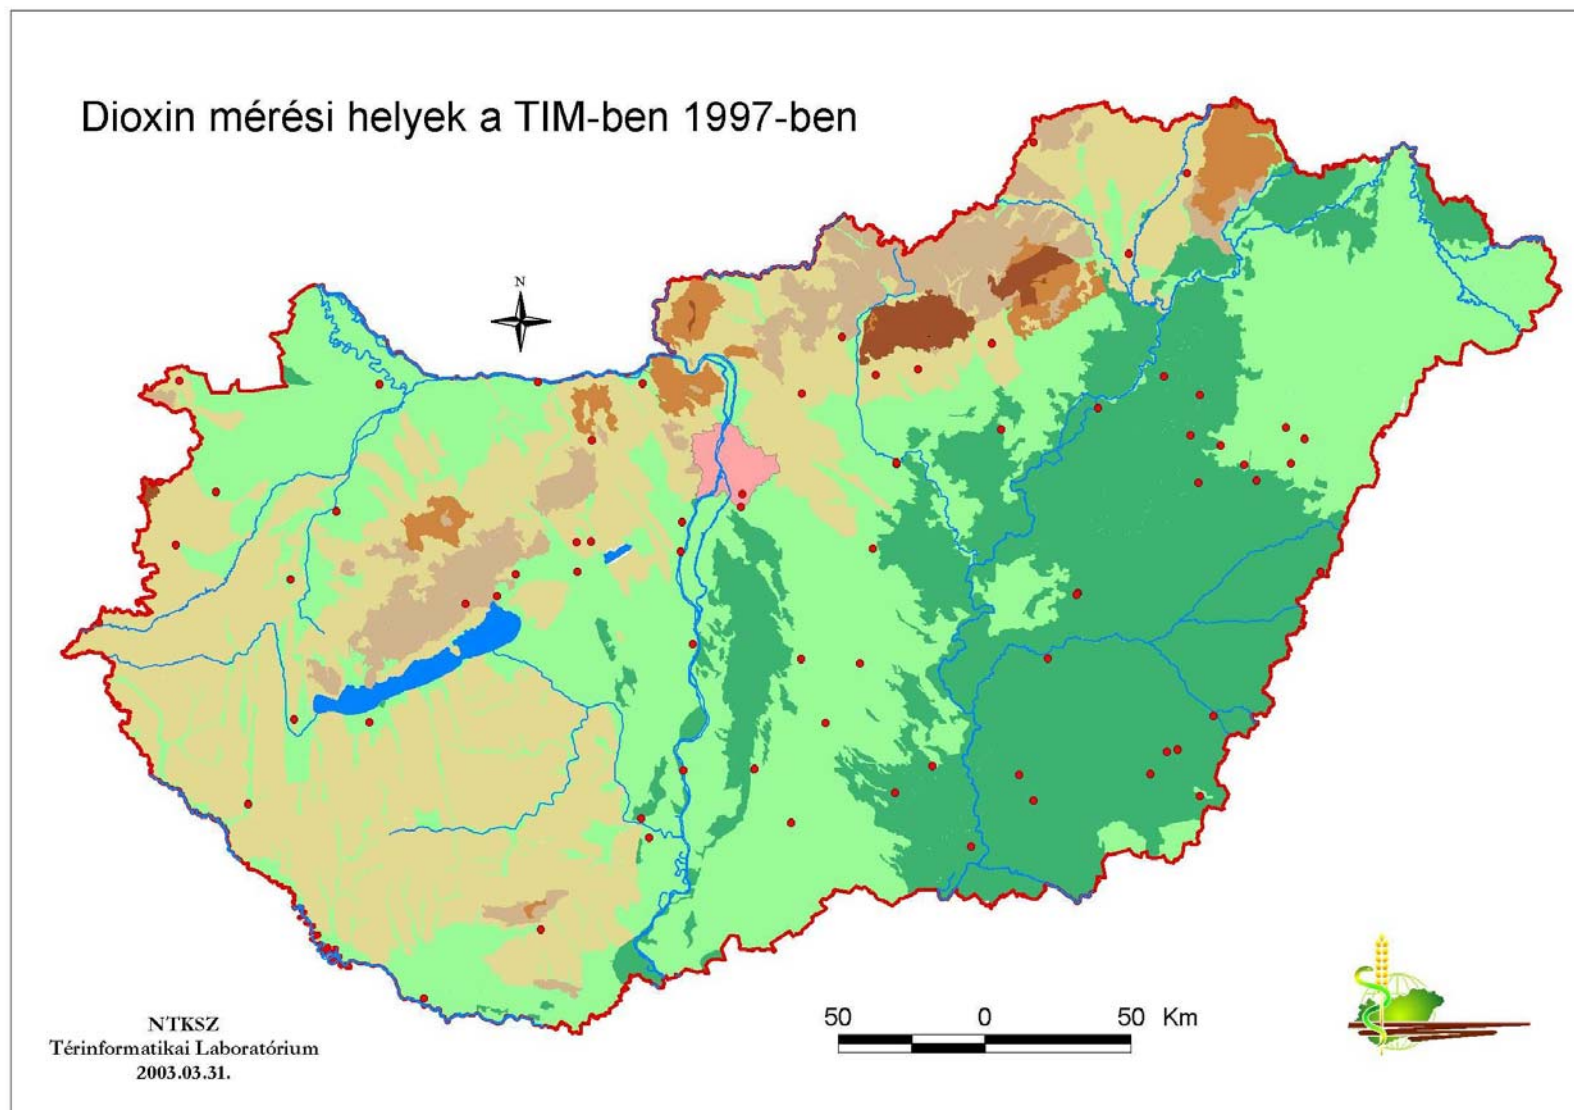 Dioxin mérési helyek a TIM-ben 1997-ben
N
50 0 50 Km
NTKSZ
Térinformatikai Laboratórium
2003.03.31.